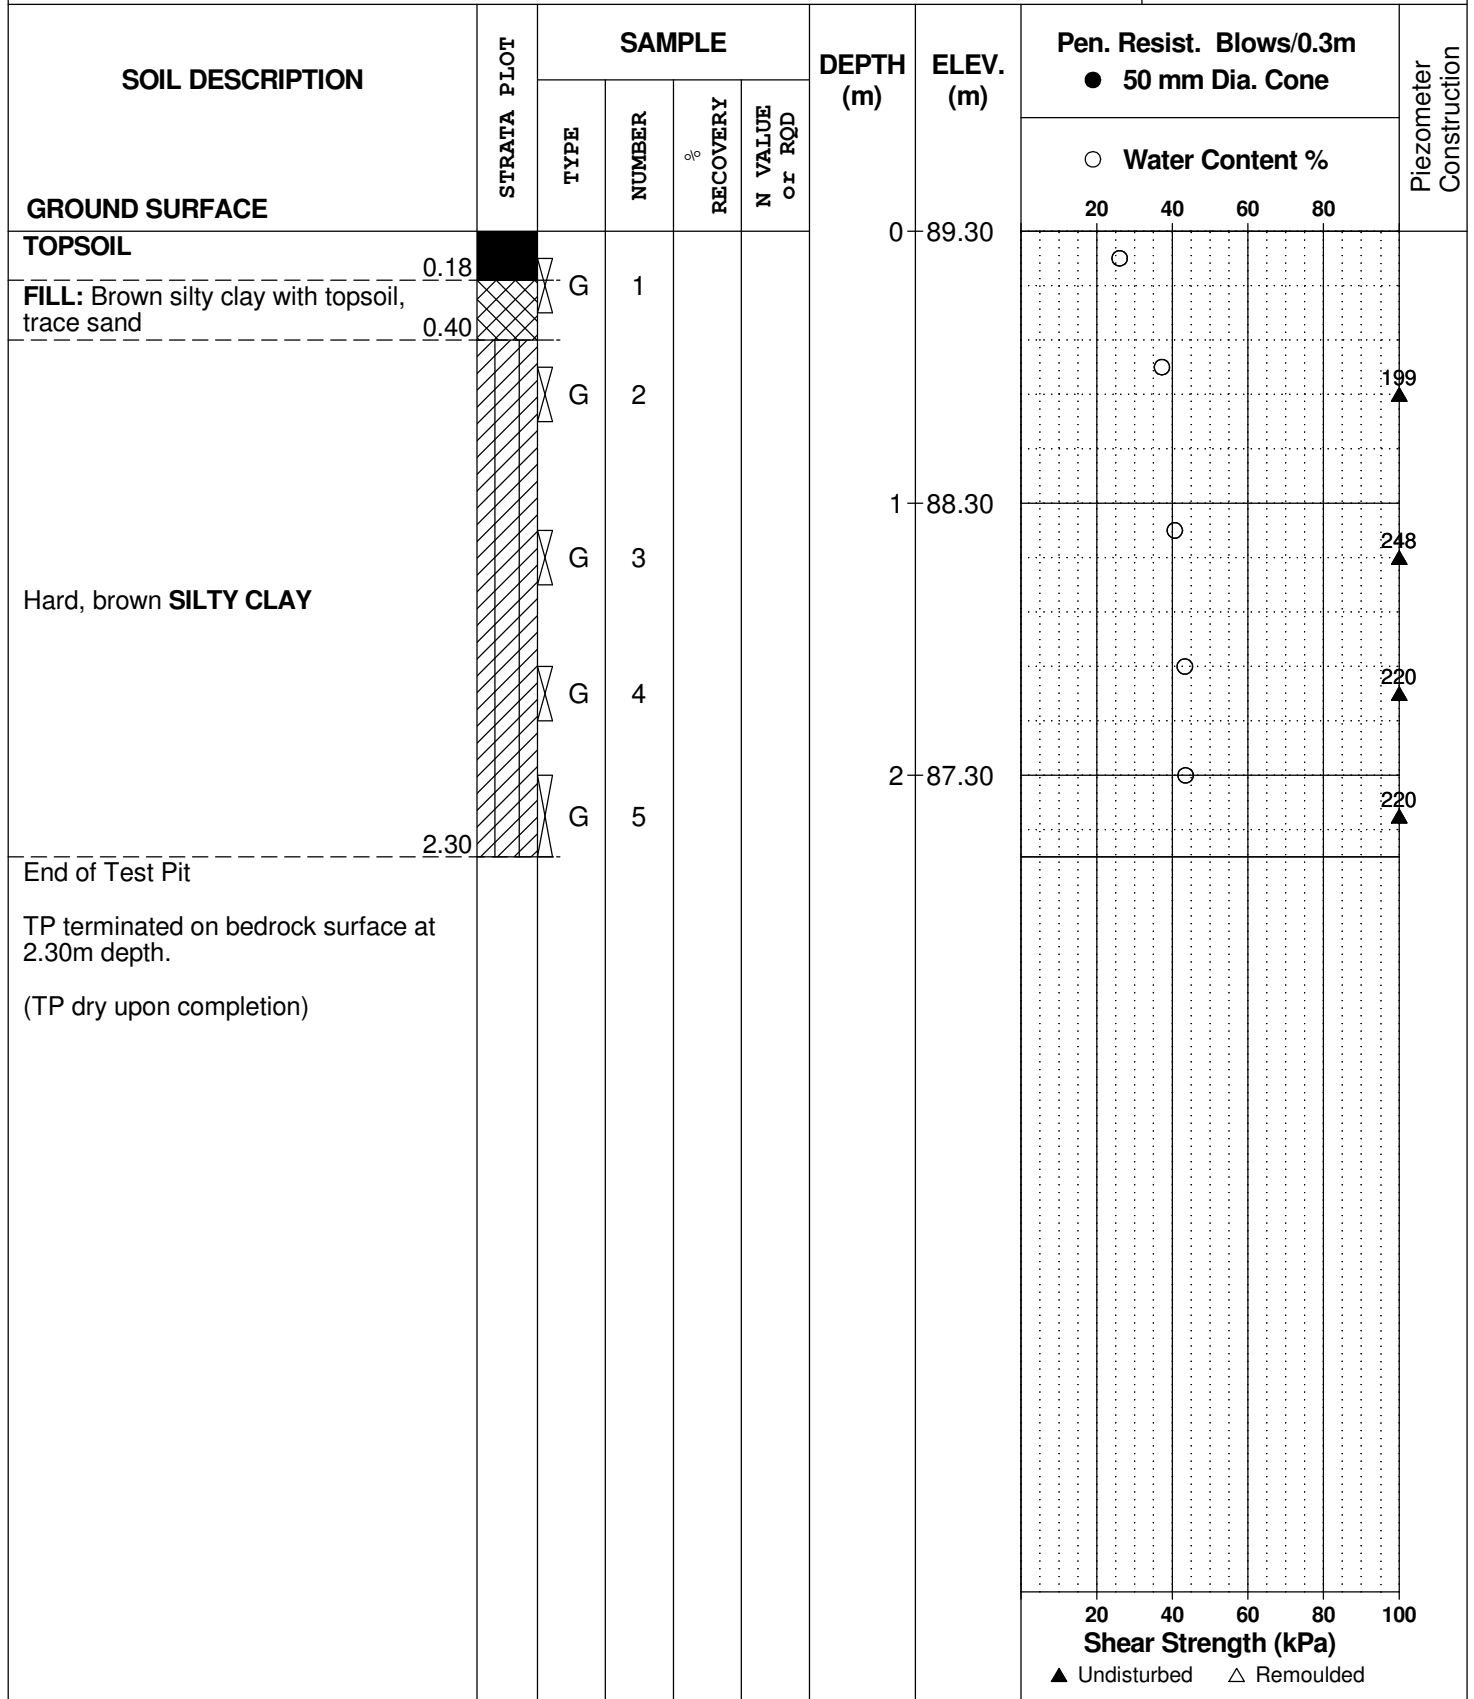 SOIL DESCRIPTION
GROUND SURFACE
STRATA PLOT
SAMPLE
TYPE
NUMBER
%
RECOVERY
N VALUE
or RQD
DEPTH
(m)
ELEV.
(m)
Pen. Resist. Blows/0.3m
● 50 mm Dia. Cone
○ Water Content %
20 40 60 80
Piezometer
Construction
TOPSOIL
0.18
FILL: Brown silty clay with topsoil,
trace sand
0.40
G 1
0 89.30
G 2
199
1 88.30
G 3
248
Hard, brown SILTY CLAY
G 4
220
2 87.30
G 5
220
2.30
End of Test Pit
TP terminated on bedrock surface at
2.30m depth.
(TP dry upon completion)
20 40 60 80 100
Shear Strength (kPa)
▲ Undisturbed △ Remoulded